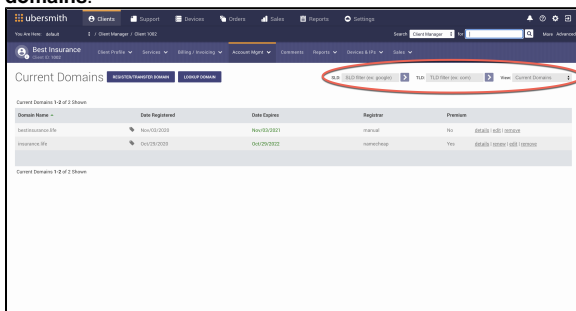 domains.
ubersmith Clients Support Devices Orders Sales Reports Settings
You Are Here: default / Client Manager / Client 1002 Search Client Manager for More Advanced
Best Insurance
Client ID: 1002
Client Profile Services Billing / Invoicing Account Mgmt Comments Reports Devices & IPs Sales
Current Domains REGISTER/TRANSFER DOMAIN LOOKUP DOMAIN SLD: SLD filter (ex: google) TLD: TLD filter (ex: com) View: Current Domains
Current Domains 1-2 of 2 Shown
Domain Name Date Registered Date Expires Registrar Premium
bestinsurance.life Nov/03/2020 Nov/03/2021 manual No details | edit | remove
insurance.life Oct/29/2020 Oct/29/2022 namecheap Yes details | renew | edit | remove
Current Domains 1-2 of 2 Shown